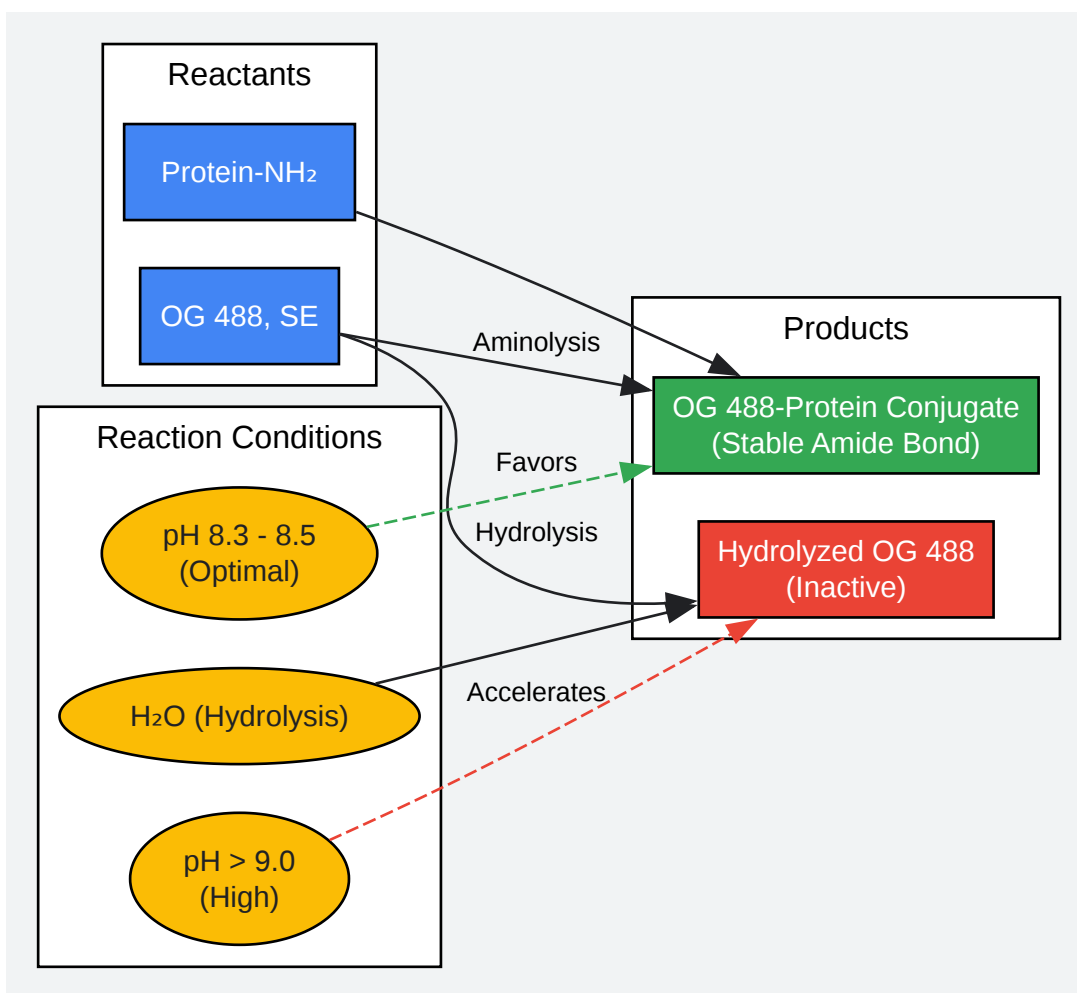 Reactants
Protein-NH₂
OG 488, SE
Aminolysis
Products
OG 488-Protein Conjugate
(Stable Amide Bond)
Reaction Conditions
Favors
pH 8.3 - 8.5
(Optimal)
Hydrolysis
Hydrolyzed OG 488
(Inactive)
H₂O (Hydrolysis)
Accelerates
pH > 9.0
(High)